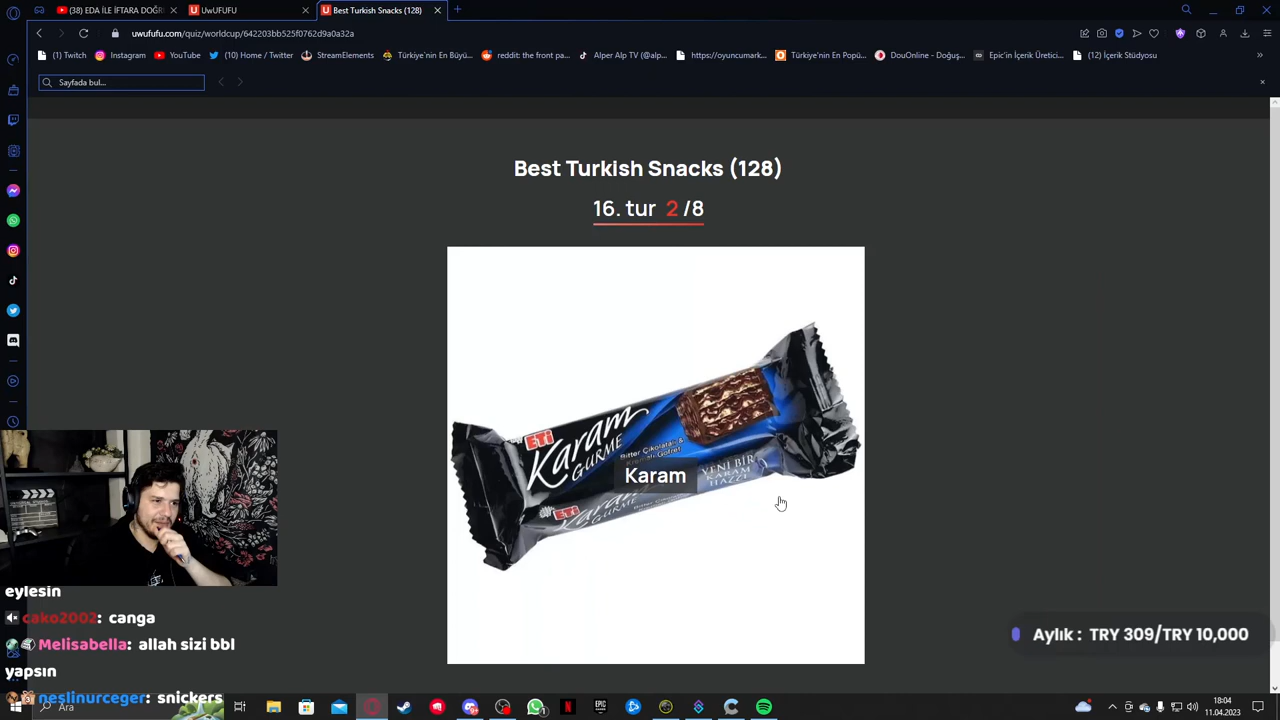 (38) EDA İLE İFTARA DOĞR
UwUFUFU
Best Turkish Snacks (128)
uwufufu.com/quiz/worldcup/642203bb525f0762d9a0a32a
(1) Twitch
Instagram
YouTube
(10) Home / Twitter
StreamElements
Türkiye'nin En Büyü...
reddit: the front pa...
Alper Alp TV (@alp...
https://oyuncumark...
Türkiye'nin En Popü...
DouOnline - Doğuş...
Epic'in İçerik Üretici...
(12) İçerik Stüdyosu
Sayfada bul...
Best Turkish Snacks (128)
16. tur 2 /8
ETİ
Karam
GURME
Bitter Çikolatalı &
Karam
YENİ BİR
KARAM
HAZZI
ETİ
eylesin
cako2002: canga
Melisabella: allah sizi bbl
yapsın
neslinurceger: snickers
Aylık : TRY 309/TRY 10,000
Ara
18:04
11.04.2023